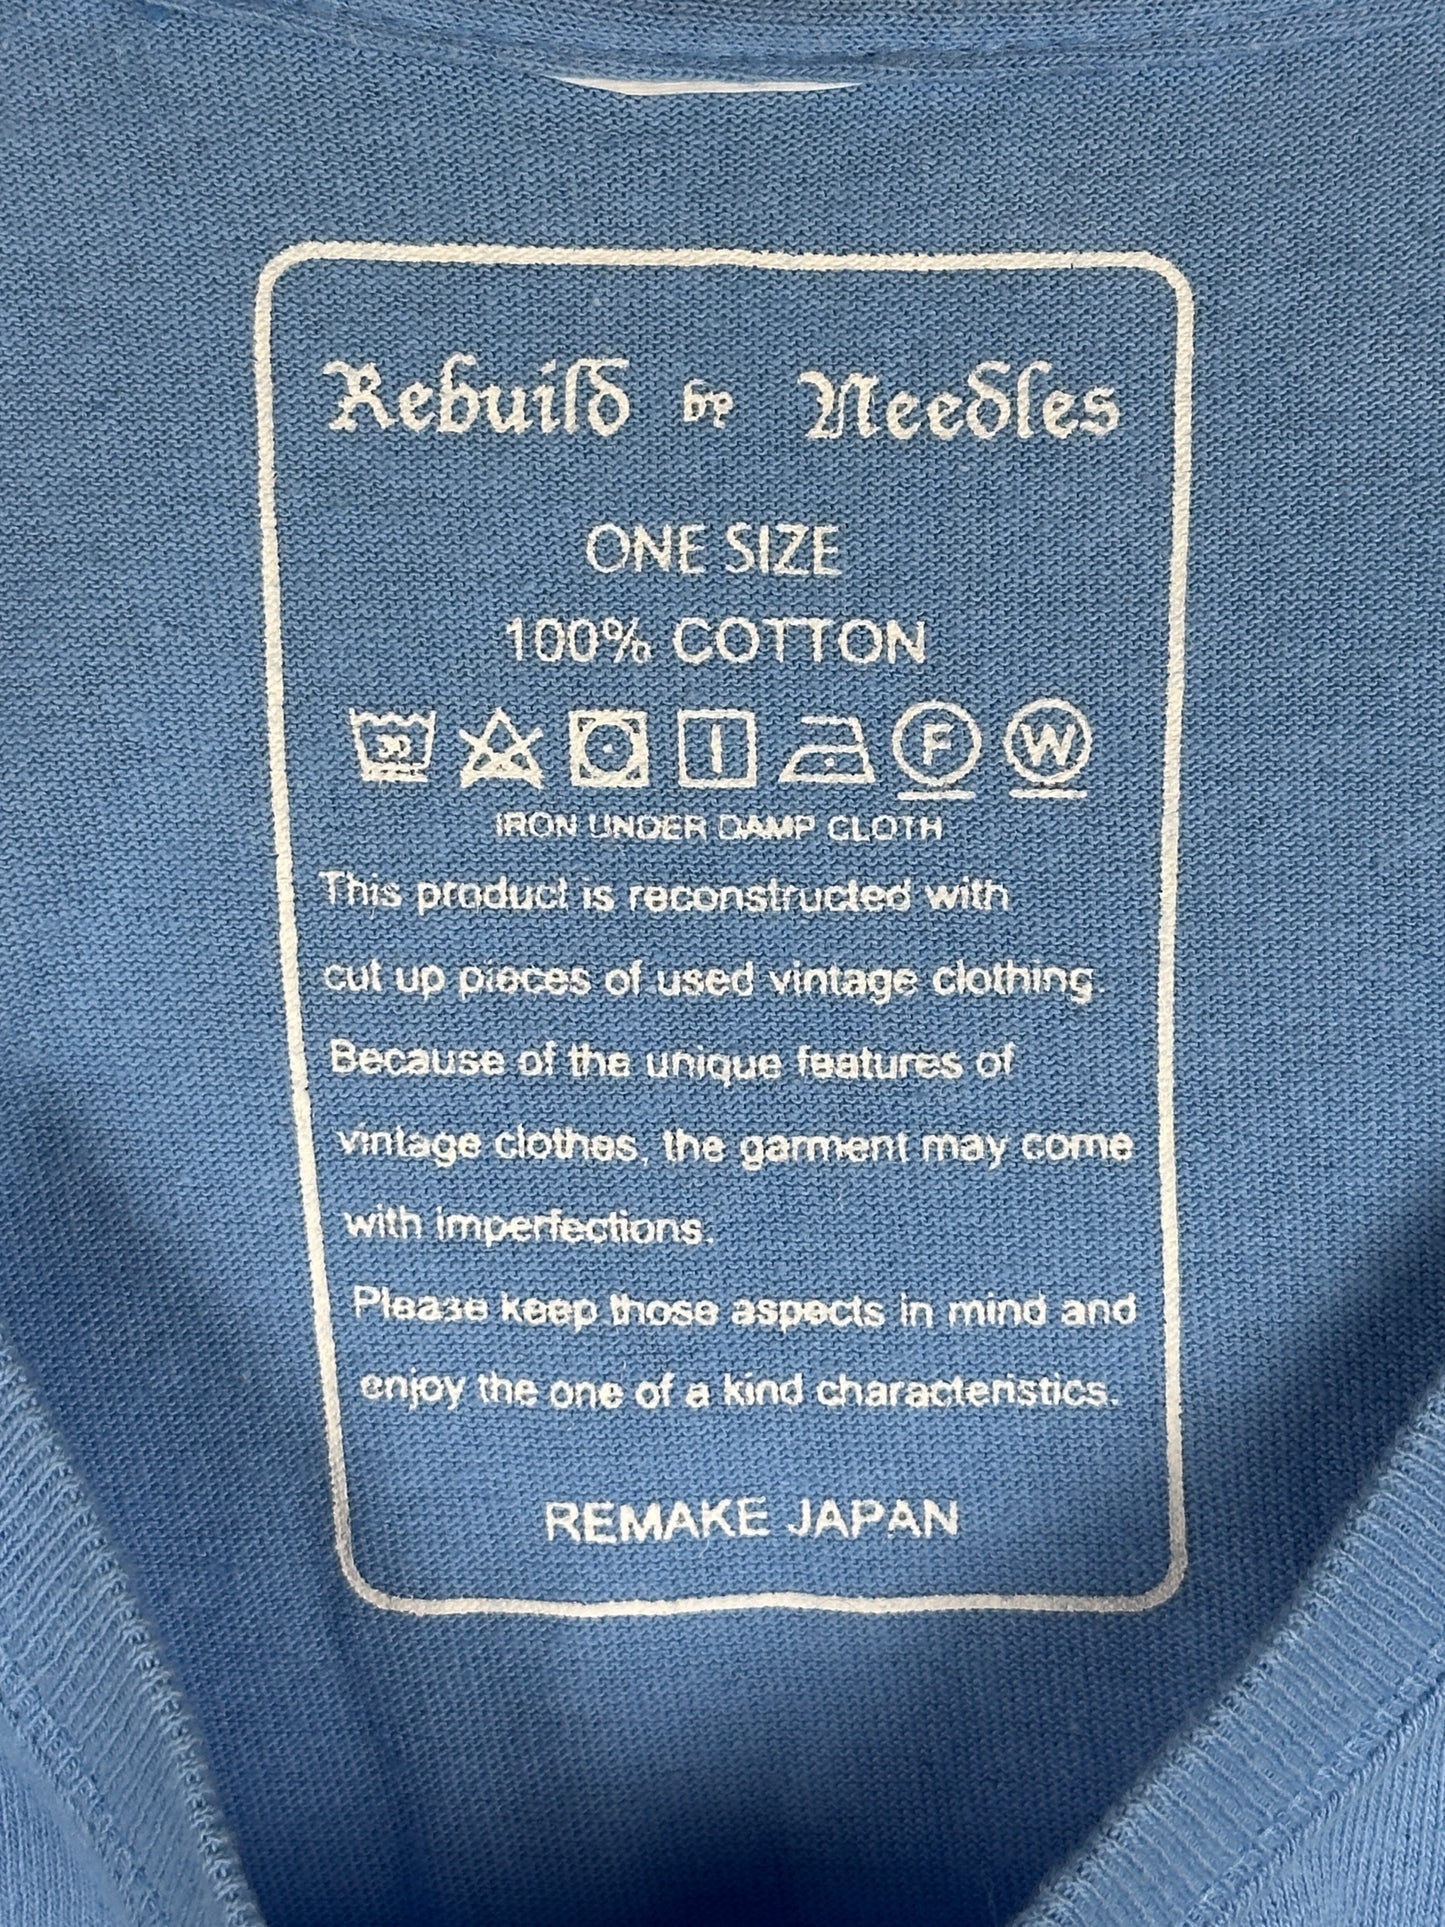 Rebuild by Needles
ONE SIZE
100% COTTON
30 F W
IRON UNDER DAMP CLOTH
This product is reconstructed with
cut up pieces of used vintage clothing.
Because of the unique features of
vintage clothes, the garment may come
with imperfections.
Please keep those aspects in mind and
enjoy the one of a kind characteristics.
REMAKE JAPAN